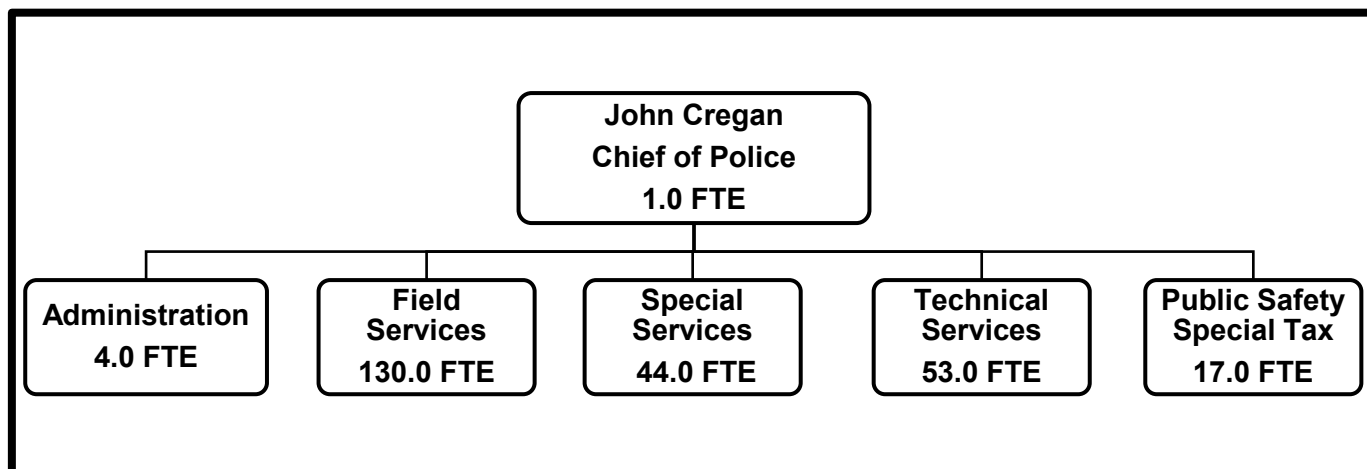 John Cregan
Chief of Police
1.0 FTE
Administration
4.0 FTE
Field
Services
130.0 FTE
Special
Services
44.0 FTE
Technical
Services
53.0 FTE
Public Safety
Special Tax
17.0 FTE